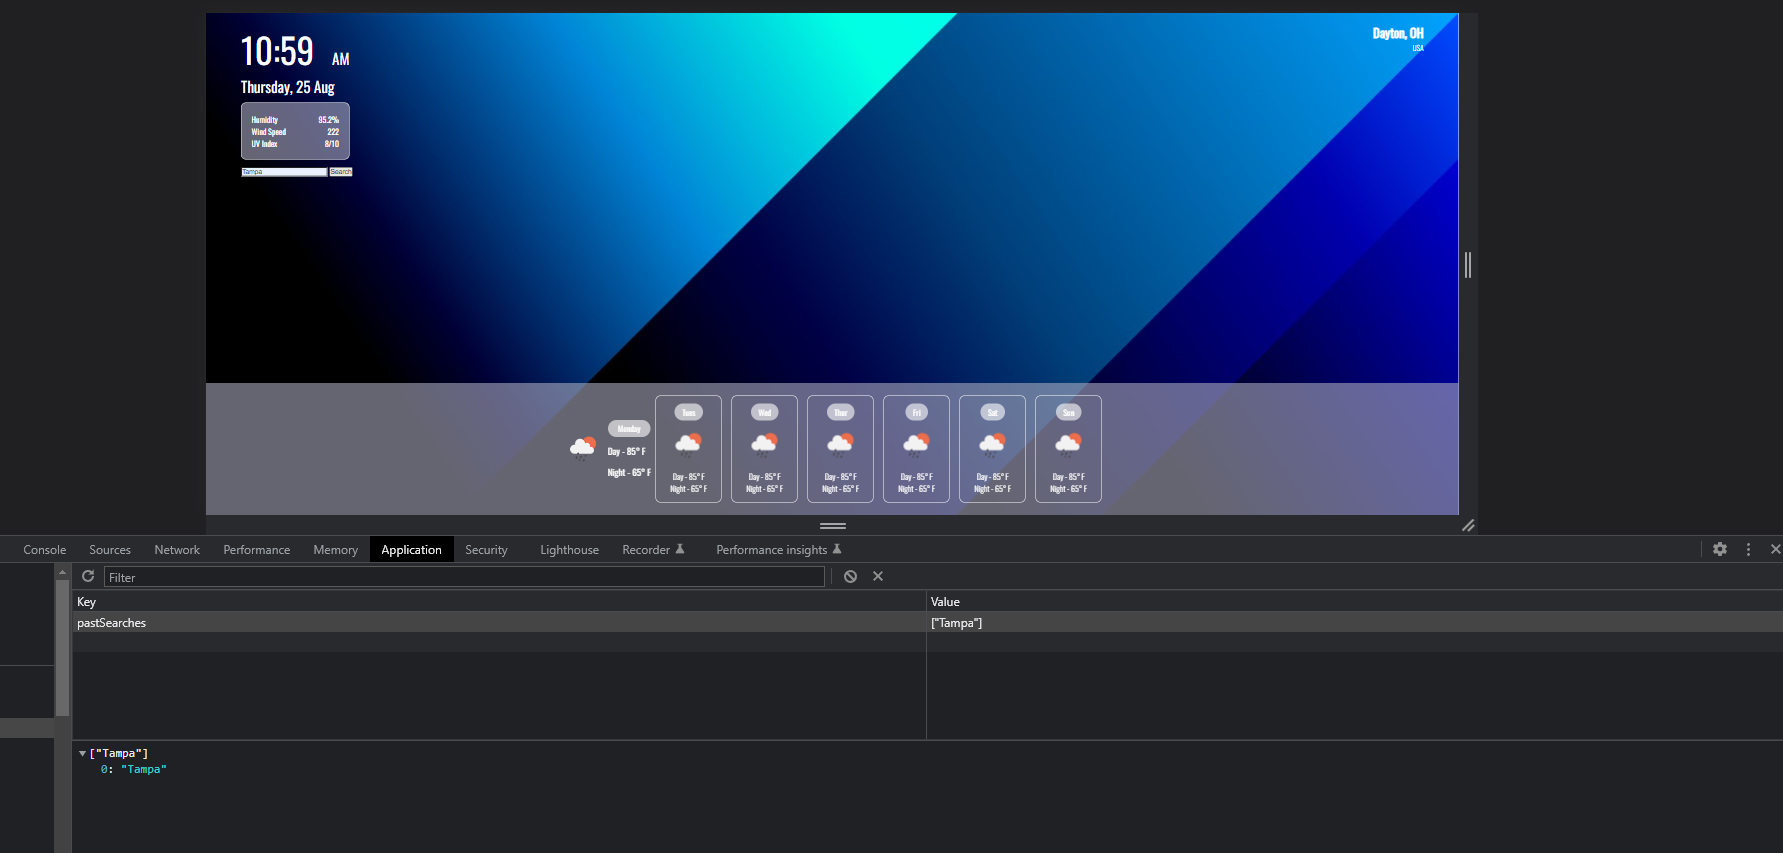 10:59 AM
Thursday, 25 Aug
Humidity 95.2%
Wind Speed 222
UV Index 8/10
Tampa Search
Dayton, OH
USA
Monday
Day - 85° F
Night - 65° F
Tues
Day - 85° F
Night - 65° F
Wed
Day - 85° F
Night - 65° F
Thur
Day - 85° F
Night - 65° F
Fri
Day - 85° F
Night - 65° F
Sat
Day - 85° F
Night - 65° F
Sun
Day - 85° F
Night - 65° F
Console Sources Network Performance Memory Application Security Lighthouse Recorder Performance insights
Filter
Key Value
pastSearches ["Tampa"]
["Tampa"]
0: "Tampa"